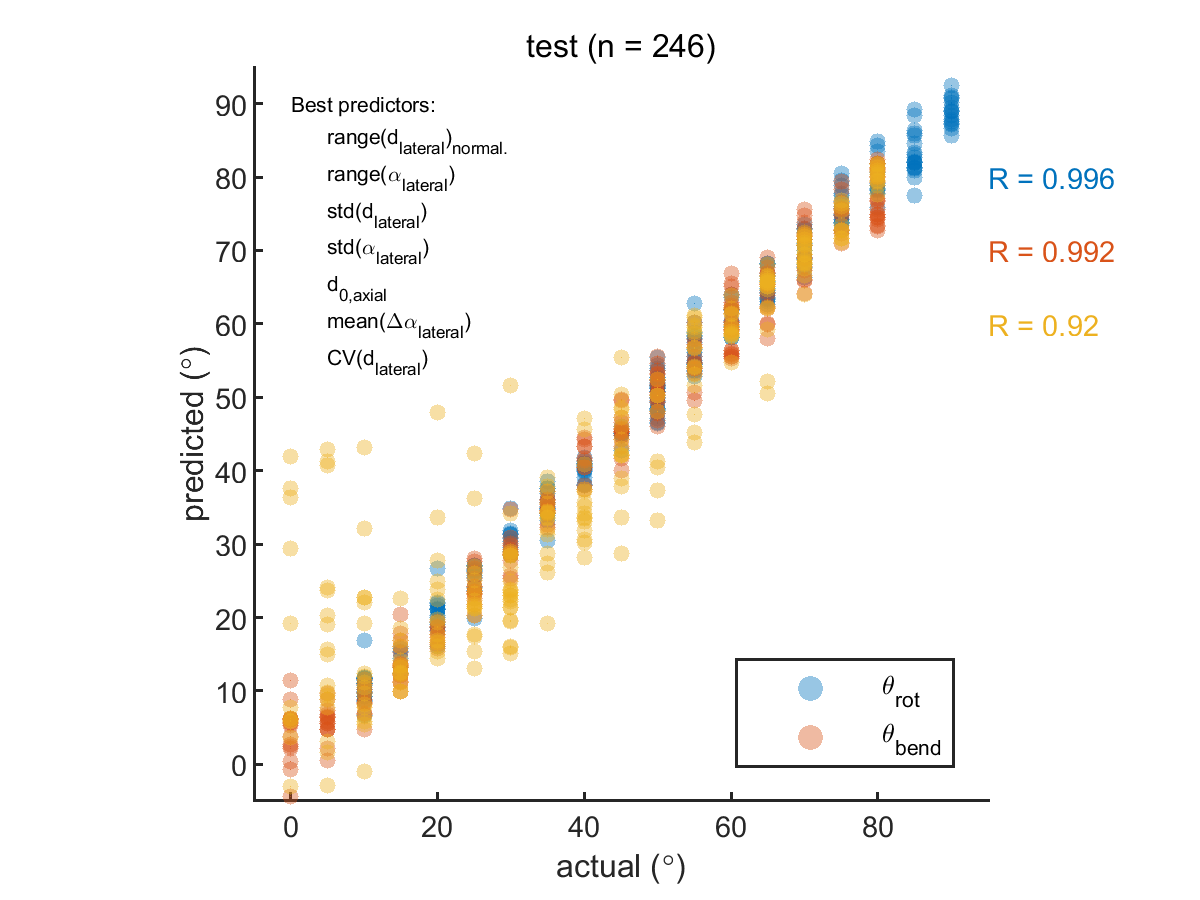 test (n = 246)
Best predictors:
range(d_lateral)_normal.
range(α_lateral)
std(d_lateral)
std(α_lateral)
d_0,axial
mean(Δα_lateral)
CV(d_lateral)
R = 0.996
R = 0.992
R = 0.92
predicted (°)
90
80
70
60
50
40
30
20
10
0
0 20 40 60 80
actual (°)
θ_rot
θ_bend